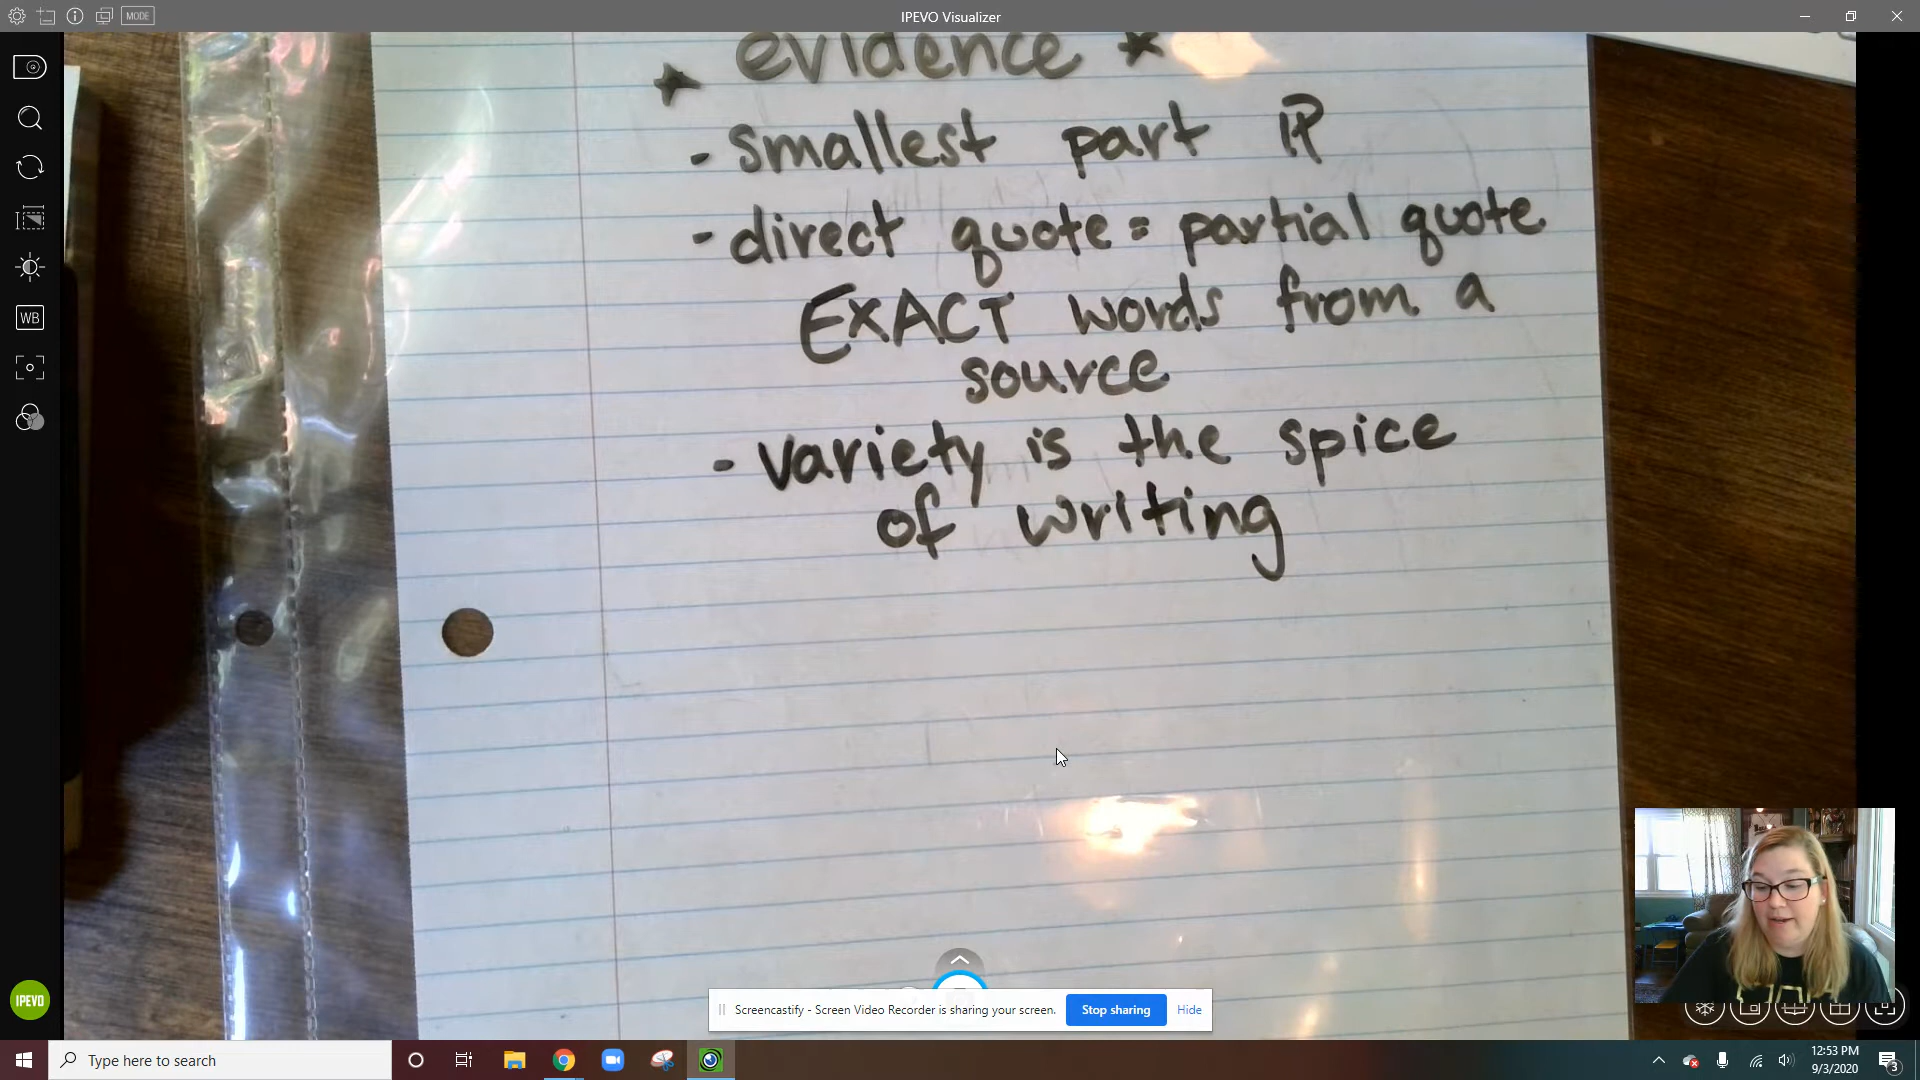 MODE
IPEVO Visualizer
★ evidence ★
- smallest part
- direct quote = partial quote
EXACT words from a
source
- variety is the spice
of writing
WB
IPEVO
Screencastify - Screen Video Recorder is sharing your screen.
Stop sharing
Hide
Type here to search
12:53 PM
9/3/2020
3